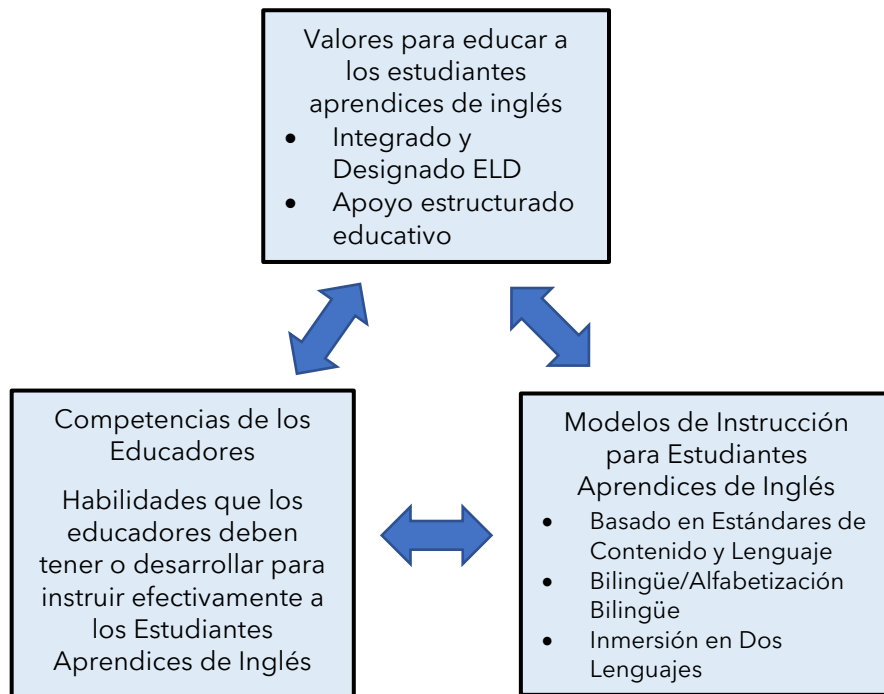 Valores para educar a
los estudiantes
aprendices de inglés
• Integrado y
Designado ELD
• Apoyo estructurado
educativo
Competencias de los
Educadores
Habilidades que los
educadores deben
tener o desarrollar para
instruir efectivamente a
los Estudiantes
Aprendices de Inglés
Modelos de Instrucción
para Estudiantes
Aprendices de Inglés
• Basado en Estándares de
Contenido y Lenguaje
• Bilingüe/Alfabetización
Bilingüe
• Inmersión en Dos
Lenguajes